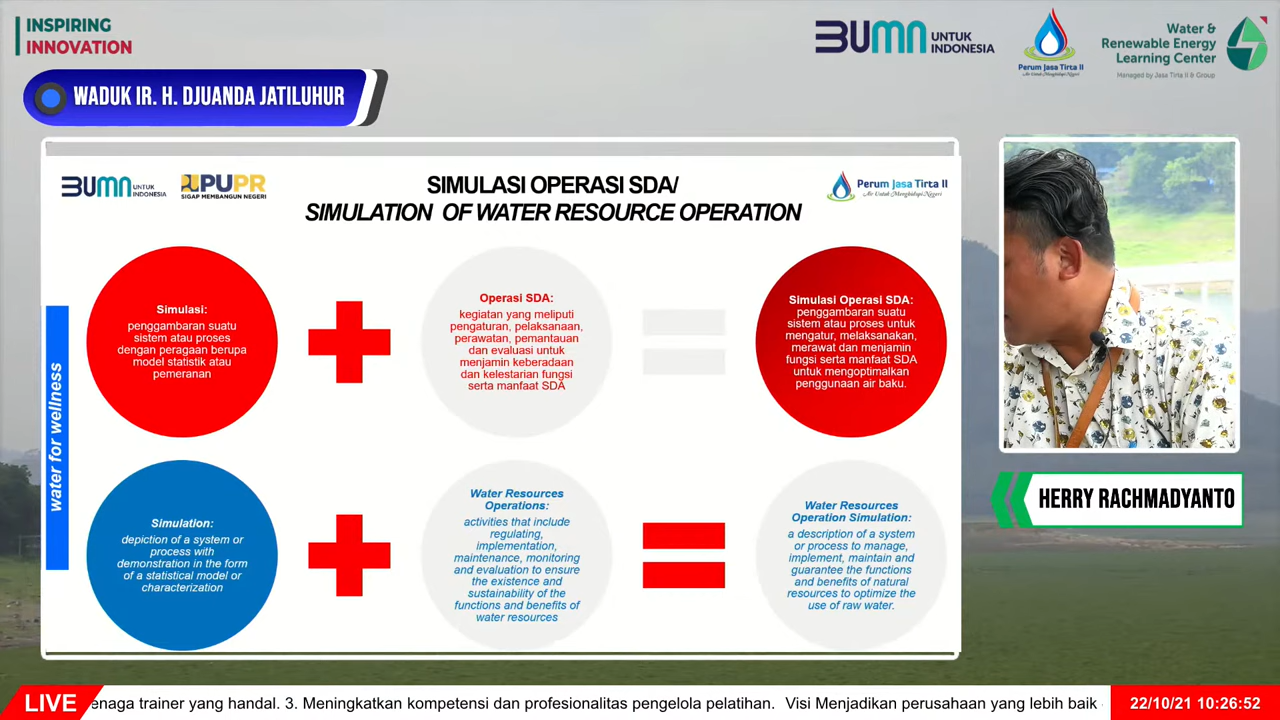 INSPIRING
INNOVATION
BUMN UNTUK
INDONESIA
Perum Jasa Tirta II
Air Untuk Menghidupi Negeri
Water &
Renewable Energy
Learning Center
Managed by Jasa Tirta II & Group
WADUK IR. H. DJUANDA JATILUHUR
BUMN UNTUK
INDONESIA
PUPR
SIGAP MEMBANGUN NEGERI
SIMULASI OPERASI SDA/
SIMULATION OF WATER RESOURCE OPERATION
Perum Jasa Tirta II
Air Untuk Menghidupi Negeri
water for wellness
Simulasi:
penggambaran suatu
sistem atau proses
dengan peragaan berupa
model statistik atau
pemeranan
Operasi SDA:
kegiatan yang meliputi
pengaturan, pelaksanaan,
perawatan, pemantauan
dan evaluasi untuk
menjamin keberadaan
dan kelestarian fungsi
serta manfaat SDA
Simulasi Operasi SDA:
penggambaran suatu
sistem atau proses untuk
mengatur, melaksanakan,
merawat dan menjamin
fungsi serta manfaat SDA
untuk mengoptimalkan
penggunaan air baku.
Simulation:
depiction of a system or
process with
demonstration in the form
of a statistical model or
characterization
Water Resources
Operations:
activities that include
regulating,
implementation,
maintenance, monitoring
and evaluation to ensure
the existence and
sustainability of the
functions and benefits of
water resources
Water Resources
Operation Simulation:
a description of a system
or process to manage,
implement, maintain and
guarantee the functions
and benefits of natural
resources to optimize the
use of raw water.
HERRY RACHMADYANTO
LIVE enaga trainer yang handal. 3. Meningkatkan kompetensi dan profesionalitas pengelola pelatihan. Visi Menjadikan perusahaan yang lebih baik 22/10/21 10:26:52